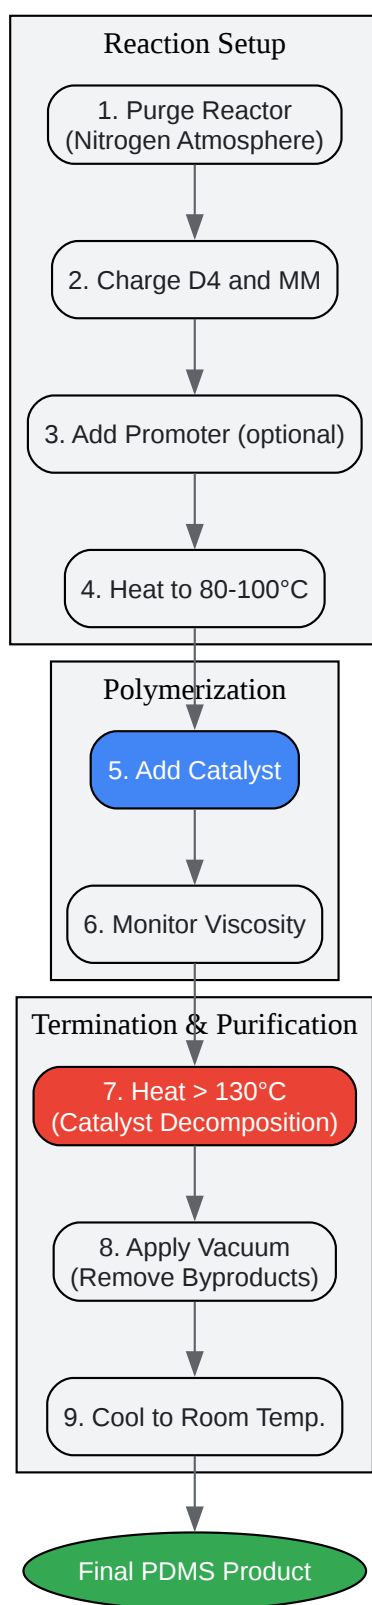 Reaction Setup
1. Purge Reactor
(Nitrogen Atmosphere)
2. Charge D4 and MM
3. Add Promoter (optional)
4. Heat to 80-100°C
Polymerization
5. Add Catalyst
6. Monitor Viscosity
Termination & Purification
7. Heat > 130°C
(Catalyst Decomposition)
8. Apply Vacuum
(Remove Byproducts)
9. Cool to Room Temp.
Final PDMS Product